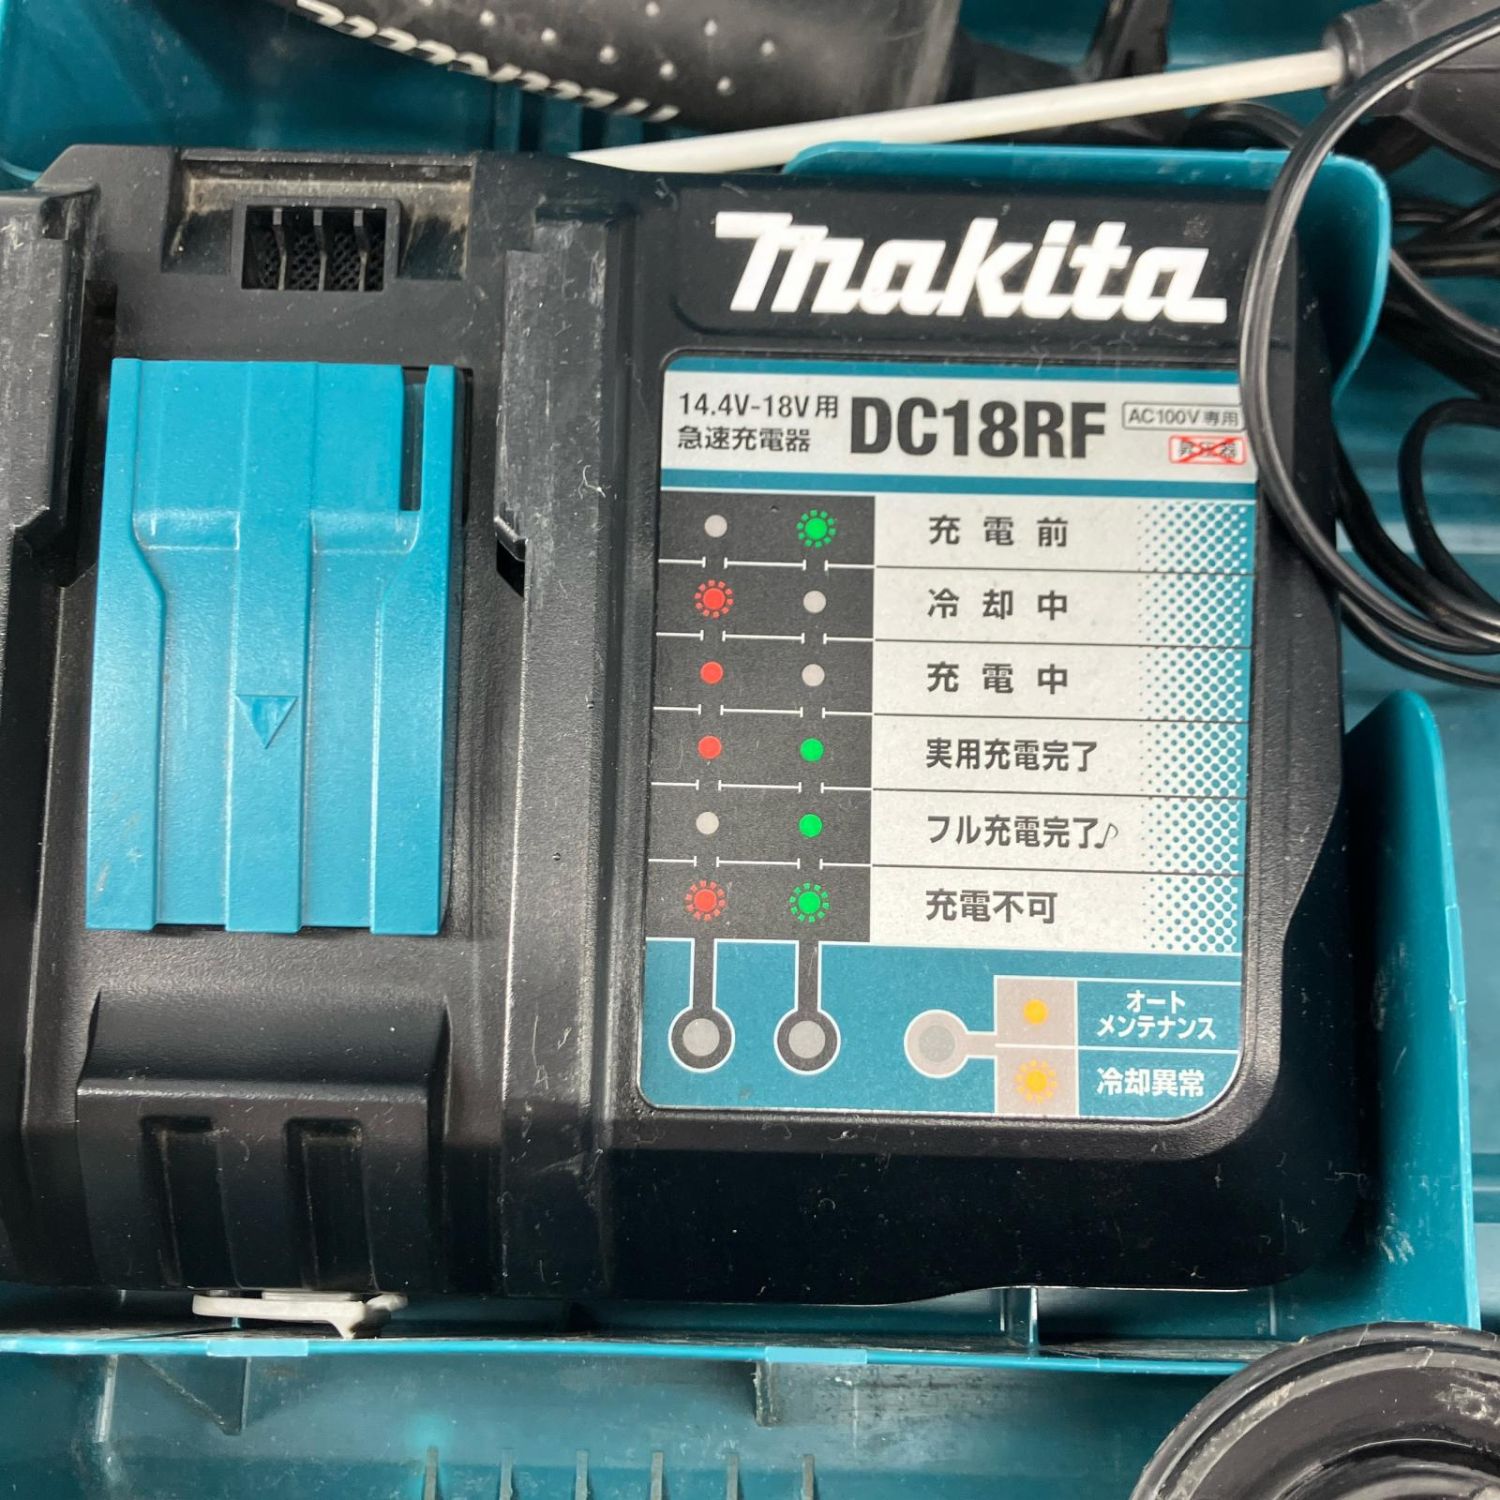 makita
14.4V-18V用
急速充電器
DC18RF
AC100V専用
昇圧器
充電前
冷却中
充電中
実用充電完了
フル充電完了♪
充電不可
オート
メンテナンス
冷却異常